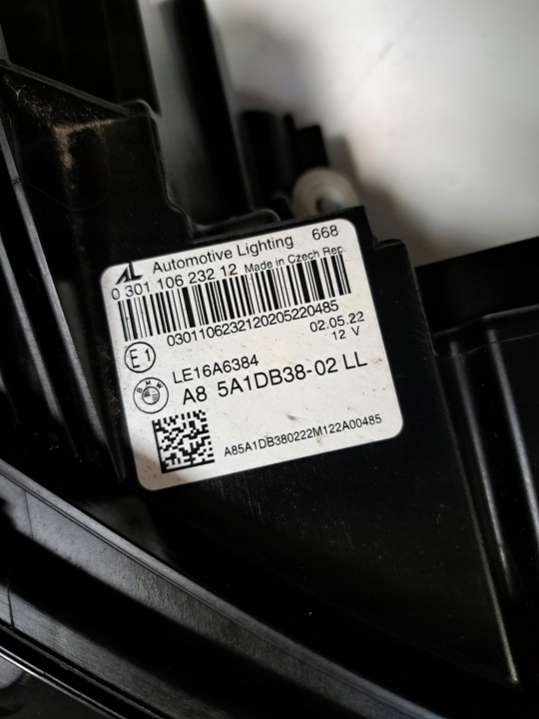 AL Automotive Lighting 668
0 301 106 232 12 Made in Czech Rep.
0301106232120205220485
02.05.22
12 V
E1
LE16A6384
BMW
A8 5A1DB38-02 LL
A85A1DB380222M122A00485